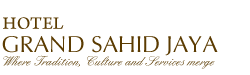 HOTEL
GRAND SAHID JAYA
Where Tradition, Culture and Services merge